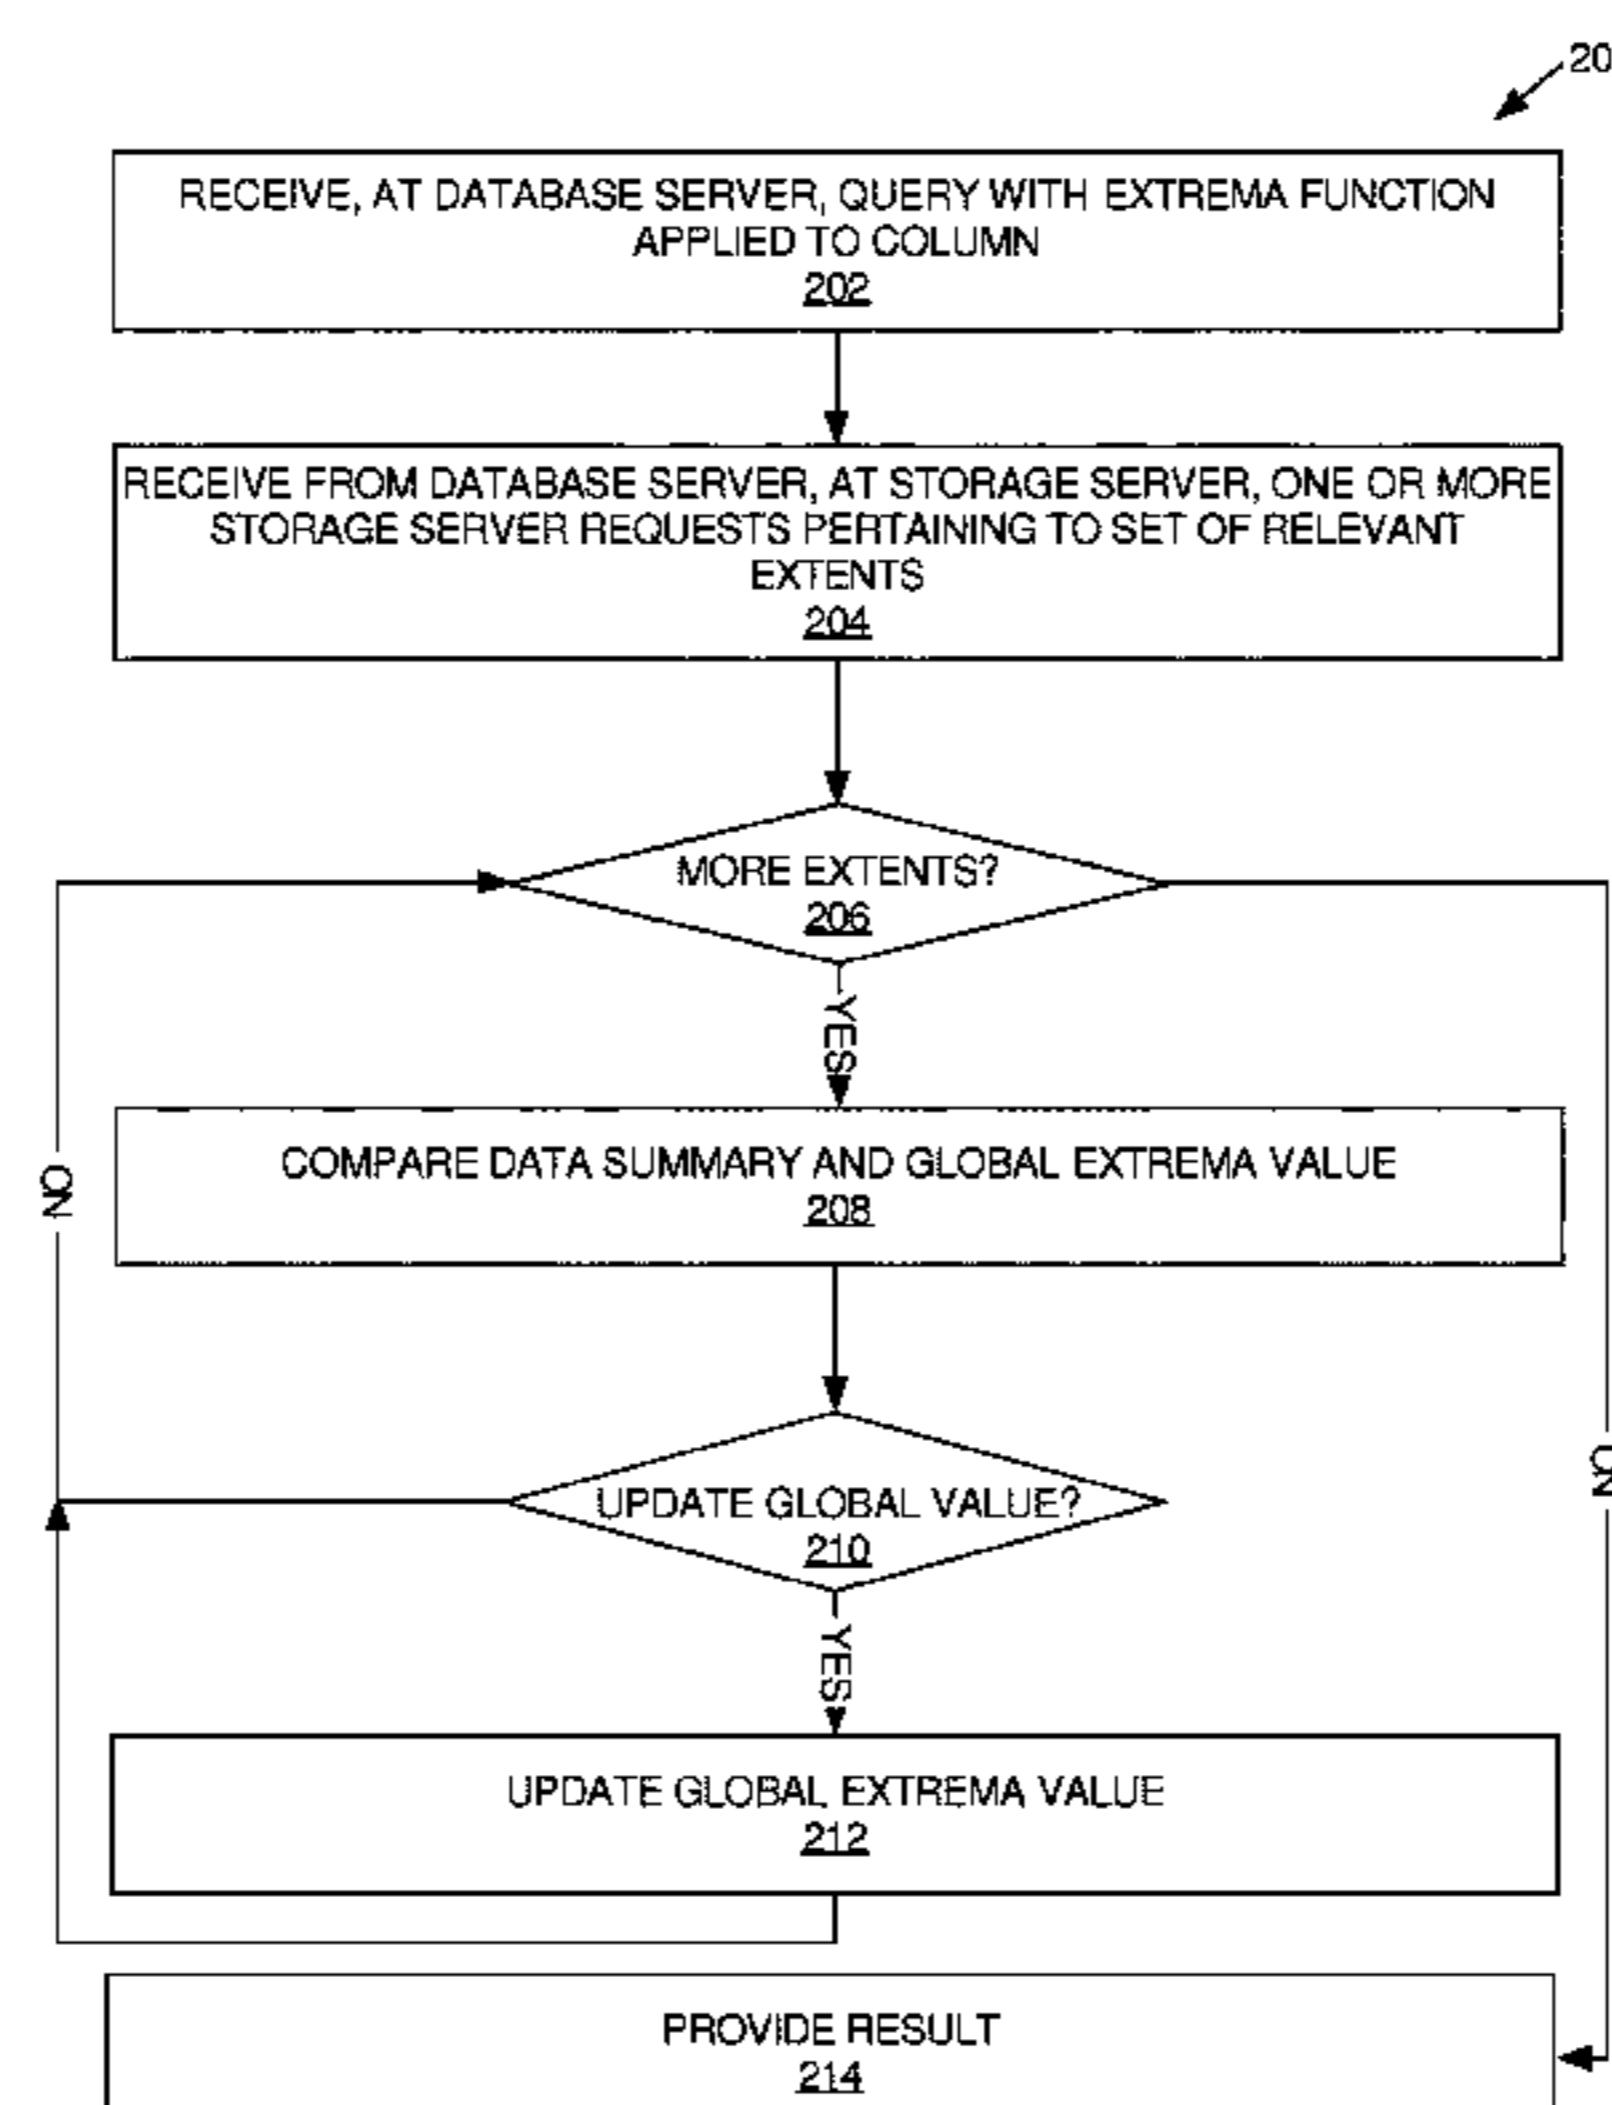 20
RECEIVE, AT DATABASE SERVER, QUERY WITH EXTREMA FUNCTION
APPLIED TO COLUMN
202
RECEIVE FROM DATABASE SERVER, AT STORAGE SERVER, ONE OR MORE
STORAGE SERVER REQUESTS PERTAINING TO SET OF RELEVANT
EXTENTS
204
MORE EXTENTS?
206
YES
COMPARE DATA SUMMARY AND GLOBAL EXTREMA VALUE
208
NO
NO
UPDATE GLOBAL VALUE?
210
YES
UPDATE GLOBAL EXTREMA VALUE
212
PROVIDE RESULT
214